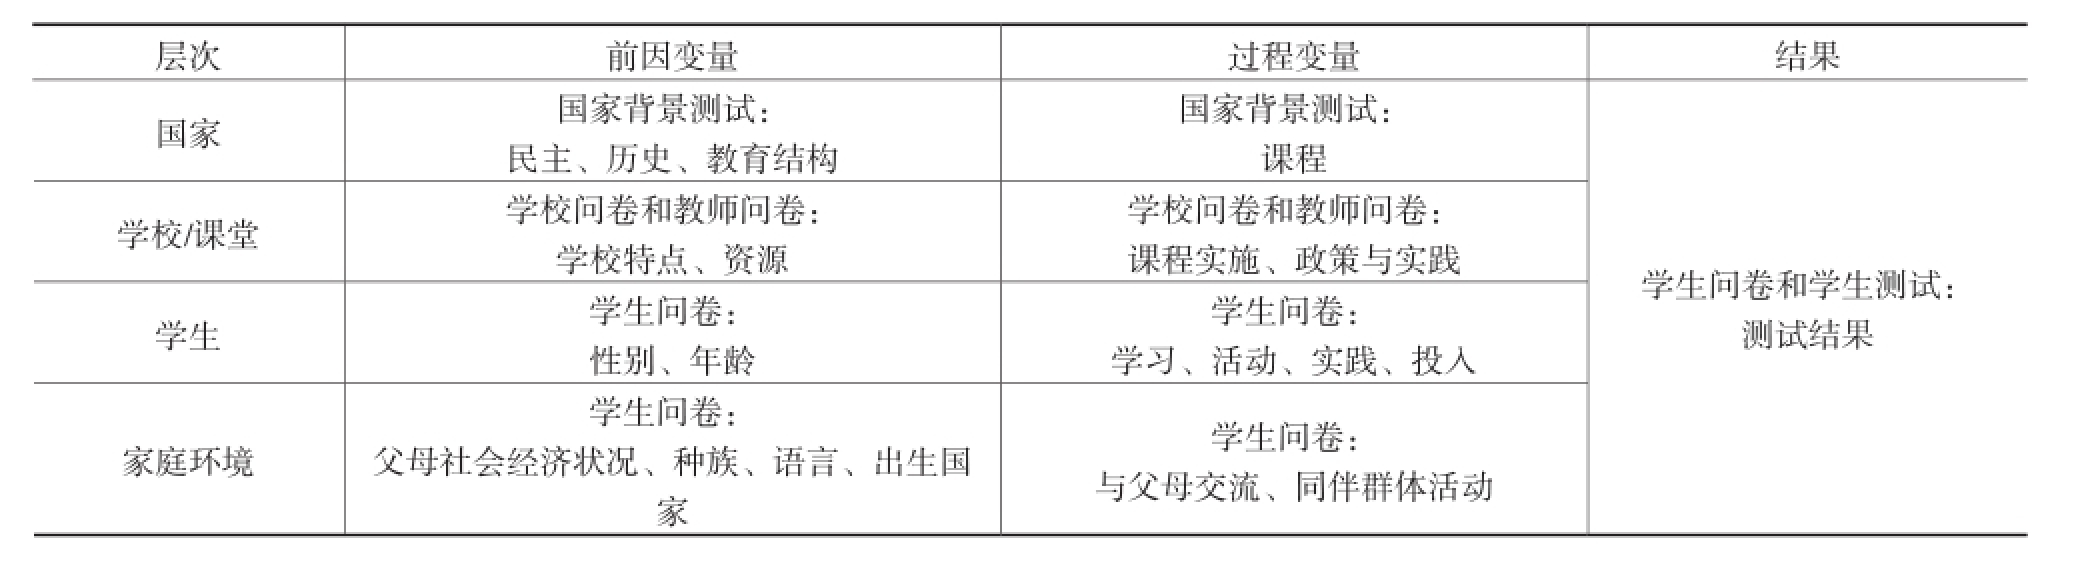 层次 前因变量 过程变量 结果
国家
国家背景测试：
民主、历史、教育结构
国家背景测试：
课程
学校/课堂
学校问卷和教师问卷：
学校特点、资源
学校问卷和教师问卷：
课程实施、政策与实践
学生
学生问卷：
性别、年龄
学生问卷：
学习、活动、实践、投入
家庭环境
学生问卷：
父母社会经济状况、种族、语言、出生国
家
学生问卷：
与父母交流、同伴群体活动
学生问卷和学生测试：
测试结果